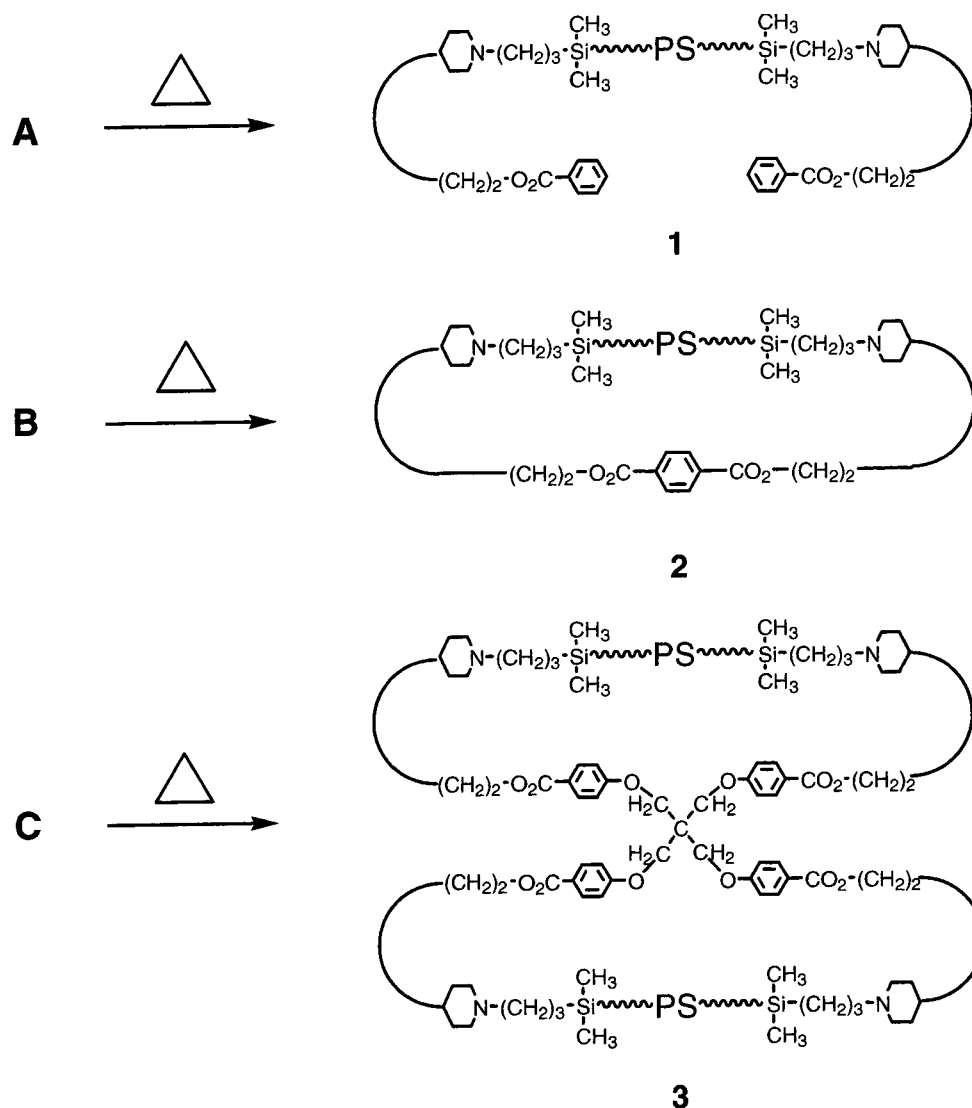 CH₃ CH₃
N-(CH₂)₃-Si PS Si-(CH₂)₃-N
CH₃ CH₃
A
(CH₂)₂-O₂C CO₂-(CH₂)₂
1
CH₃ CH₃
N-(CH₂)₃-Si PS Si-(CH₂)₃-N
CH₃ CH₃
B
(CH₂)₂-O₂C CO₂-(CH₂)₂
2
CH₃ CH₃
N-(CH₂)₃-Si PS Si-(CH₂)₃-N
CH₃ CH₃
(CH₂)₂-O₂C O O CO₂-(CH₂)₂
H₂C CH₂
C C
H₂C CH₂
(CH₂)₂-O₂C O O CO₂-(CH₂)₂
CH₃ CH₃
N-(CH₂)₃-Si PS Si-(CH₂)₃-N
CH₃ CH₃
3